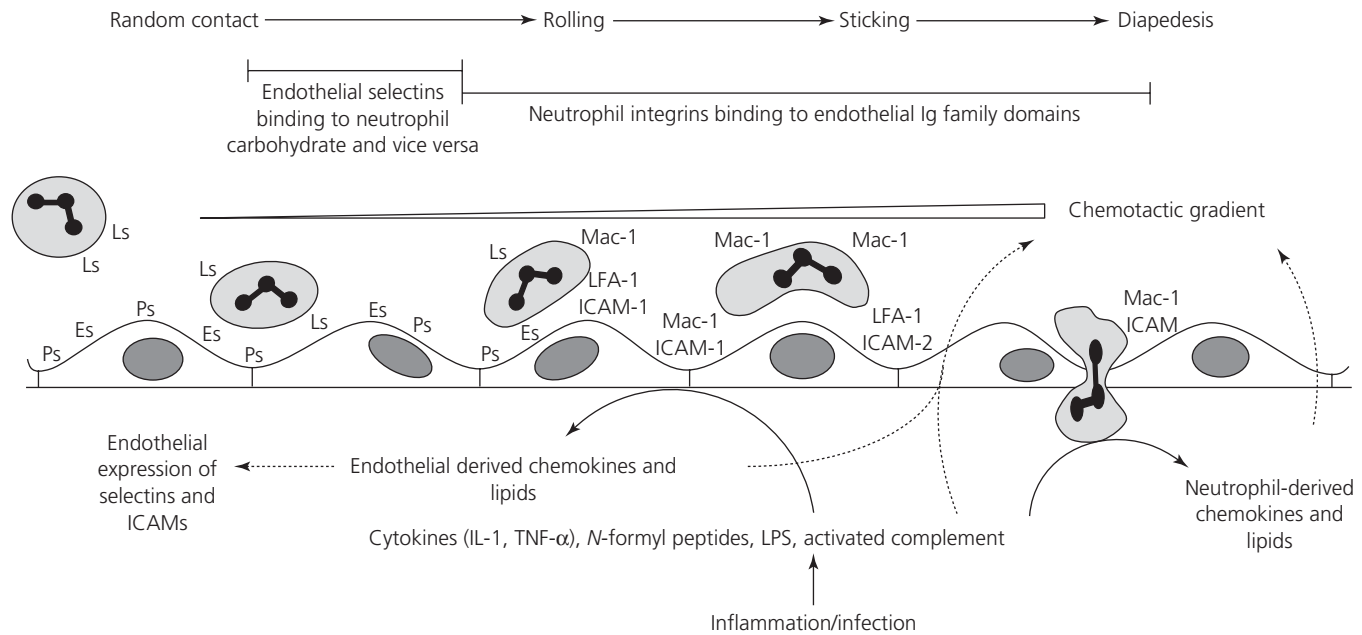 Random contact
Rolling
Sticking
Diapedesis
Endothelial selectins
binding to neutrophil
carbohydrate and vice versa
Neutrophil integrins binding to endothelial Ig family domains
Chemotactic gradient
Ls
Ls
Ls
Ls
Ls
Mac-1
LFA-1
ICAM-1
Mac-1
Mac-1
LFA-1
ICAM-2
Mac-1
ICAM
Ps
Es
Ps
Es
Ps
Es
Ps
Ps
Es
Mac-1
ICAM-1
Endothelial
expression of
selectins and
ICAMs
Endothelial derived chemokines and
lipids
Neutrophil-derived
chemokines and
lipids
Cytokines (IL-1, TNF-α), N-formyl peptides, LPS, activated complement
Inflammation/infection